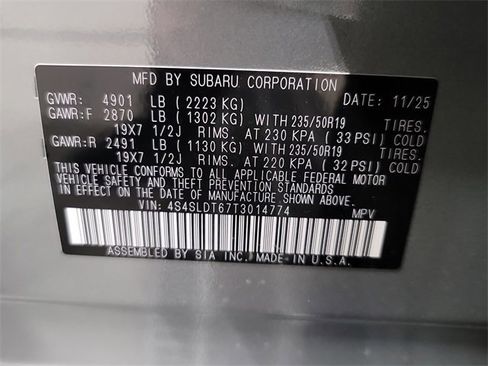 MFD BY SUBARU CORPORATION
GVWR: 4901 LB ( 2223 KG) DATE: 11/25
GAWR:F 2870 LB ( 1302 KG) WITH 235/50R19 TIRES.
19X7 1/2J RIMS. AT 230 KPA ( 33 PSI) COLD
GAWR:R 2491 LB ( 1130 KG) WITH 235/50R19 TIRES.
19X7 1/2J RIMS. AT 220 KPA ( 32 PSI) COLD
THIS VEHICLE CONFORMS TO ALL APPLICABLE FEDERAL MOTOR
VEHICLE SAFETY AND THEFT PREVENTION STANDARDS
IN EFFECT ON THE DATE OF MANUFACTURE SHOWN ABOVE.
VIN: 4S4SLDT67T3014774 MPV
ASSEMBLED BY SIA INC. MADE IN U.S.A.